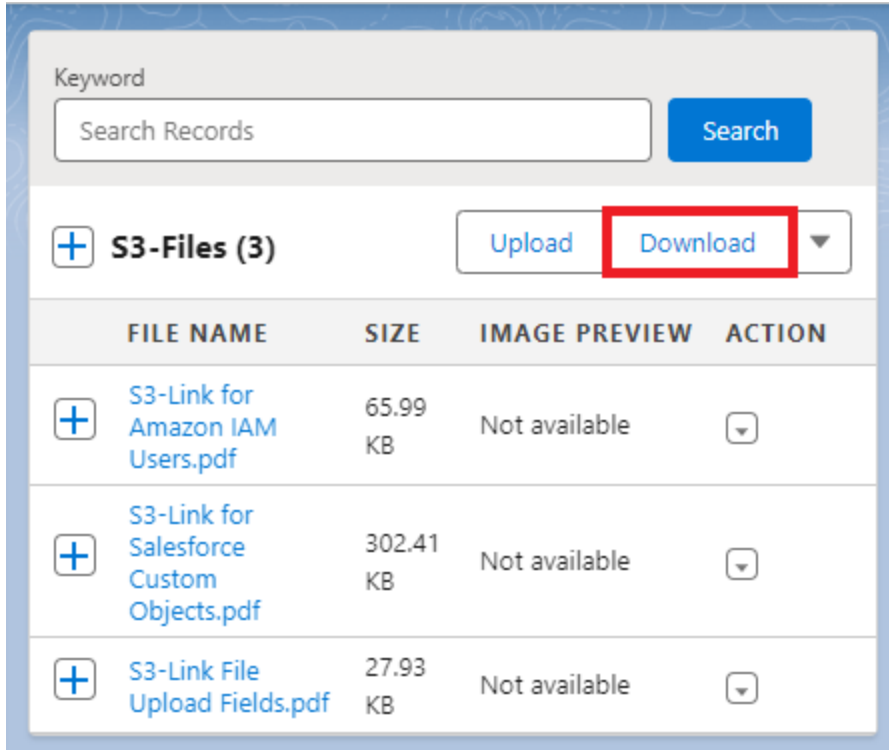 Keyword
Search Records
Search
S3-Files (3)
Upload
Download
FILE NAME
SIZE
IMAGE PREVIEW
ACTION
S3-Link for
Amazon IAM
Users.pdf
65.99
KB
Not available
S3-Link for
Salesforce
Custom
Objects.pdf
302.41
KB
Not available
S3-Link File
Upload Fields.pdf
27.93
KB
Not available